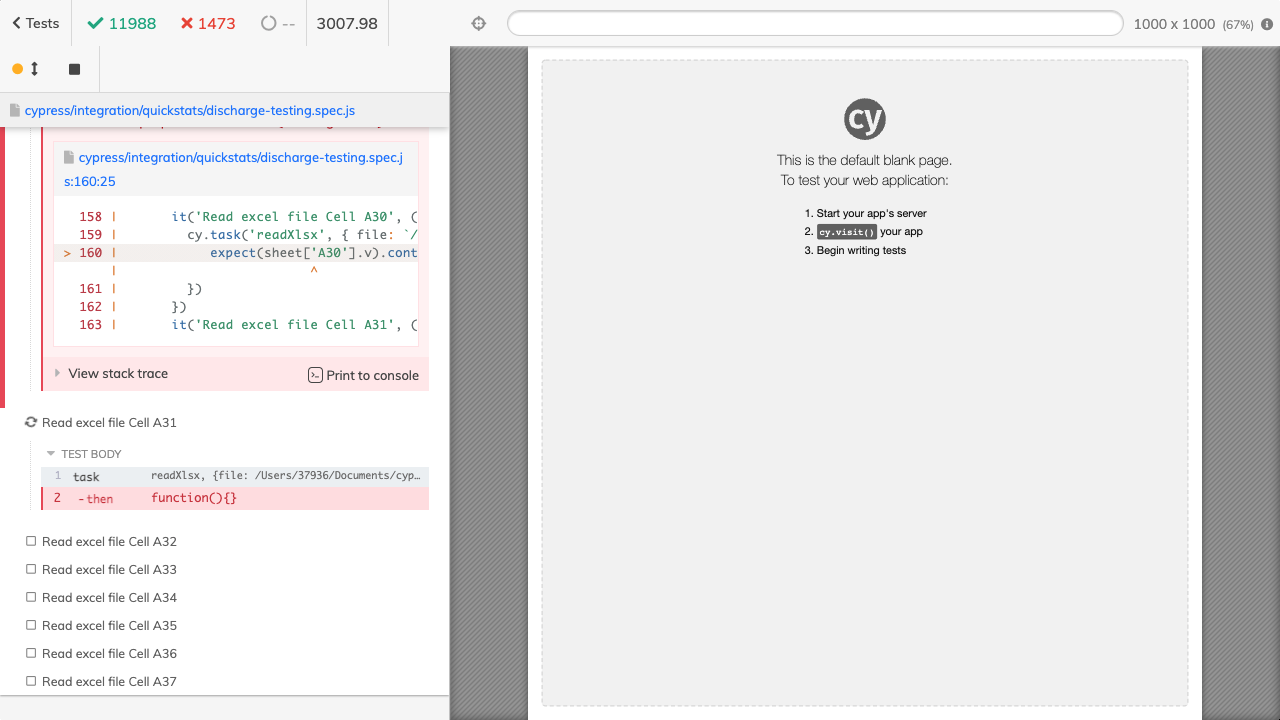 Tests 11988 1473 -- 3007.98 1000 x 1000 (67%)
cypress/integration/quickstats/discharge-testing.spec.js
cypress/integration/quickstats/discharge-testing.spec.j
s:160:25
158 | it('Read excel file Cell A30', (
159 | cy.task('readXlsx', { file: `/
> 160 | expect(sheet['A30'].v).cont
| ^
161 | })
162 | })
163 | it('Read excel file Cell A31', (
View stack trace Print to console
Read excel file Cell A31
TEST BODY
1 task readXlsx, {file: /Users/37936/Documents/cyp…
2 -then function(){}
Read excel file Cell A32
Read excel file Cell A33
Read excel file Cell A34
Read excel file Cell A35
Read excel file Cell A36
Read excel file Cell A37
cy
This is the default blank page.
To test your web application:
1. Start your app's server
2. cy.visit() your app
3. Begin writing tests